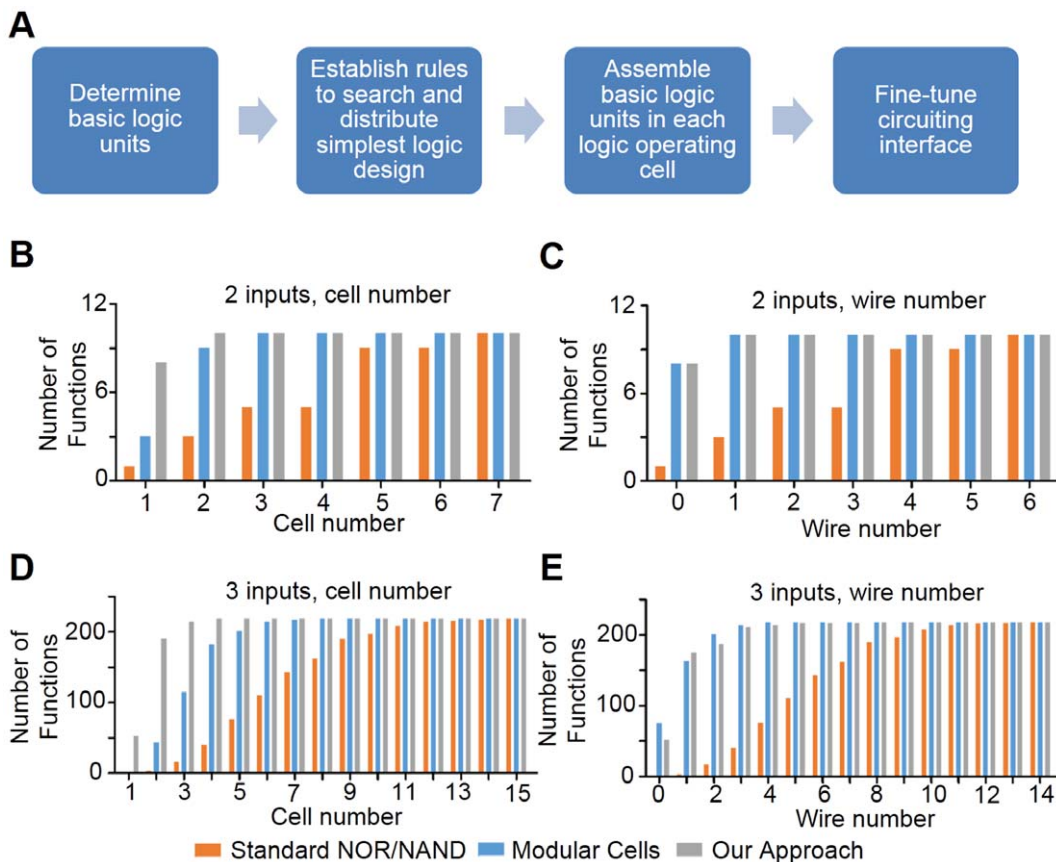 A
Determine
basic logic
units
Establish rules
to search and
distribute
simplest logic
design
Assemble
basic logic
units in each
logic operating
cell
Fine-tune
circuiting
interface
B
2 inputs, cell number
Number of
Functions
12
6
0
1 2 3 4 5 6 7
Cell number
C
2 inputs, wire number
Number of
Functions
12
6
0
0 1 2 3 4 5 6
Wire number
D
3 inputs, cell number
Number of
Functions
200
100
0
1 3 5 7 9 11 13 15
Cell number
E
3 inputs, wire number
Number of
Functions
200
100
0
0 2 4 6 8 10 12 14
Wire number
Standard NOR/NAND Modular Cells Our Approach